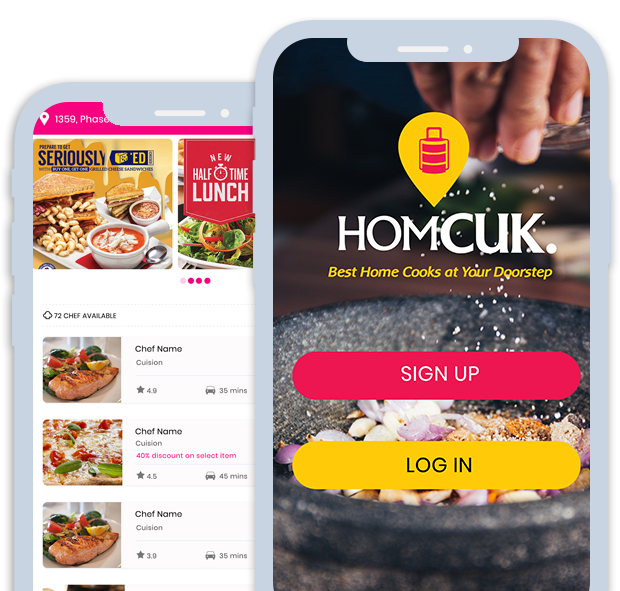 1359, Phase
PREPARE TO GET
SERIOUSLY
WITH BUY ONE, GET ONE GRILLED CHEESE SANDWICHES
NEW
HALF TIME
LUNCH
72 CHEF AVAILABLE
Chef Name
Cuision
4.9
35 mins
Chef Name
Cuision
40% discount on select item
4.5
45 mins
Chef Name
Cuision
3.9
35 mins
HOMCUK.
Best Home Cooks at Your Doorstep
SIGN UP
LOG IN